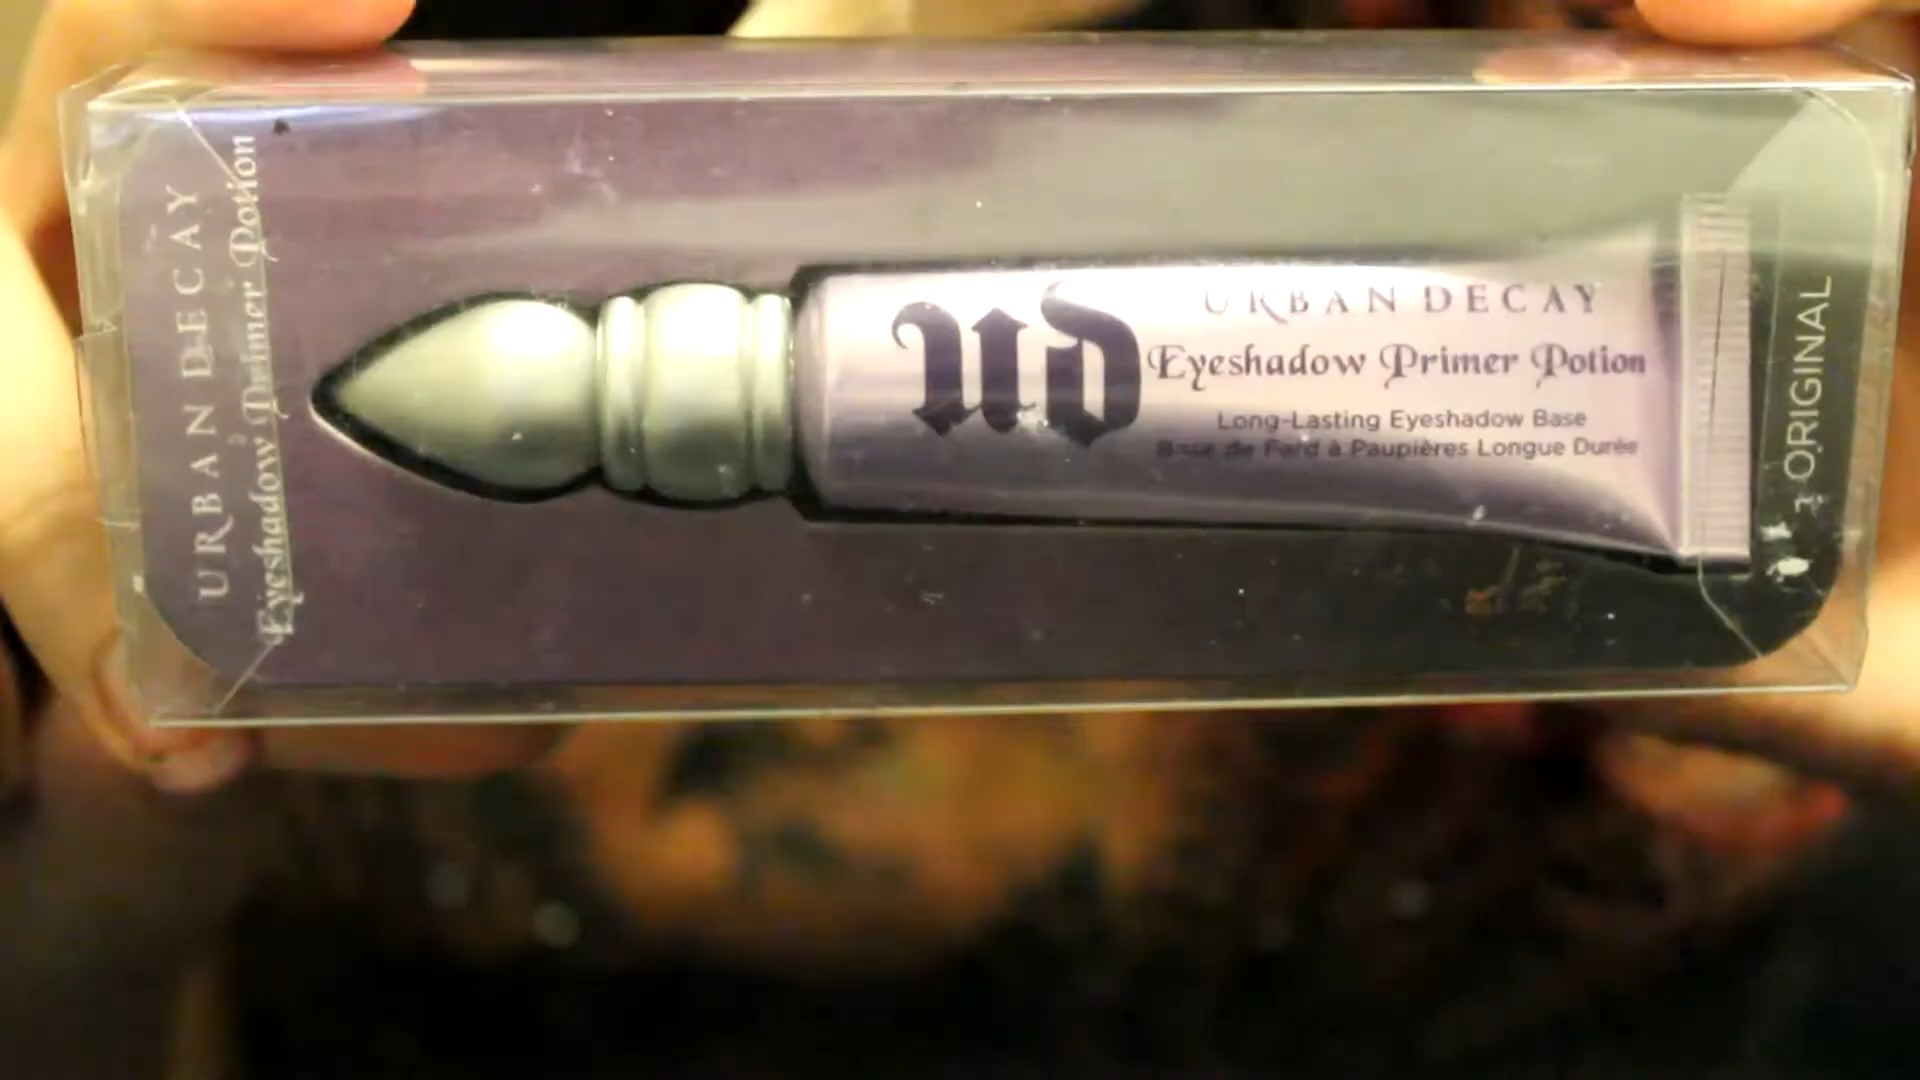 URBAN DECAY
Eyeshadow Primer Potion
UD
URBAN DECAY
Eyeshadow Primer Potion
Long-Lasting Eyeshadow Base
Base de Fard à Paupières Longue Durée
ORIGINAL